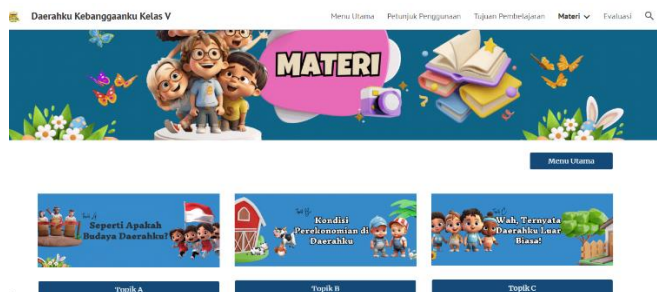 Daerahku Kebanggaanku Kelas V
Menu Utama Petunjuk Penggunaan Tujuan Pembelajaran Materi Evaluasi
MATERI
Menu Utama
Seperti Apakah
Budaya Daerahku?
Kondisi
Perekonomian di
Daerahku
Wah, Ternyata
Daerahku Luar
Biasa!
Topik A
Topik B
Topik C